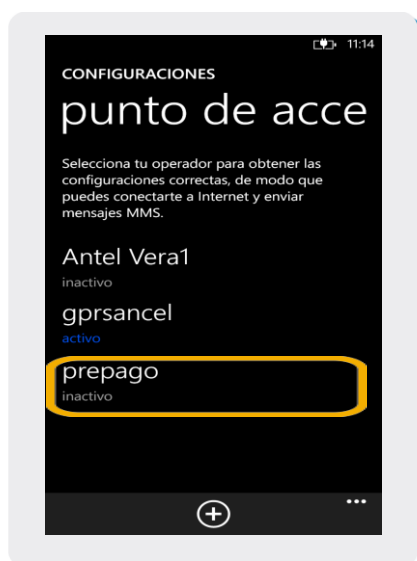 11:14
CONFIGURACIONES
punto de acce
Selecciona tu operador para obtener las
configuraciones correctas, de modo que
puedes conectarte a Internet y enviar
mensajes MMS.
Antel Vera1
inactivo
gprsancel
activo
prepago
inactivo